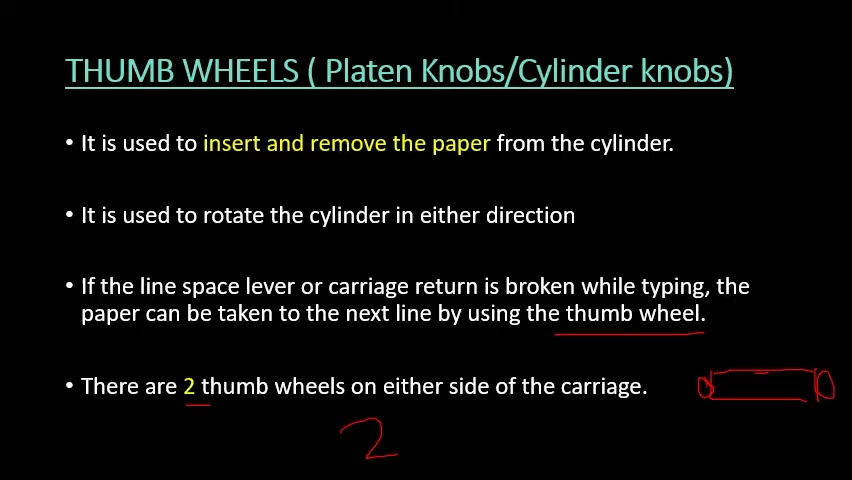 THUMB WHEELS ( Platen Knobs/Cylinder knobs)
• It is used to insert and remove the paper from the cylinder.
• It is used to rotate the cylinder in either direction
• If the line space lever or carriage return is broken while typing, the
paper can be taken to the next line by using the thumb wheel.
• There are 2 thumb wheels on either side of the carriage.
2